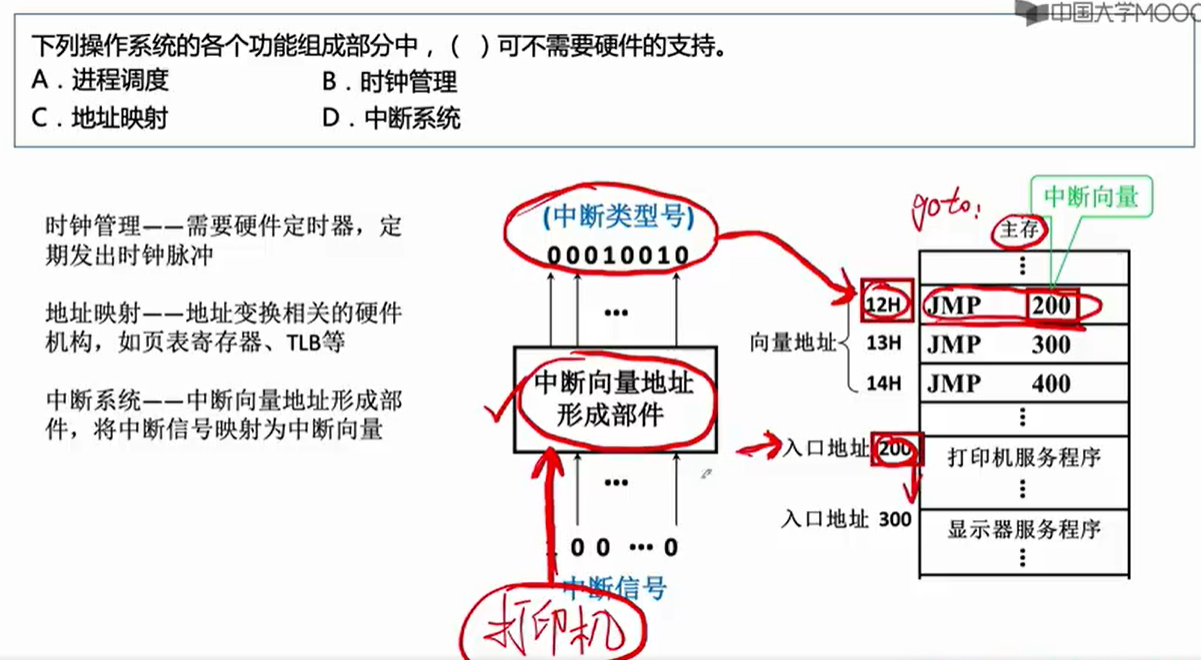 中国大学MOOC
下列操作系统的各个功能组成部分中，（ ）可不需要硬件的支持。
A．进程调度 B．时钟管理
C．地址映射 D．中断系统
时钟管理——需要硬件定时器，定
期发出时钟脉冲
地址映射——地址变换相关的硬件
机构，如页表寄存器、TLB等
中断系统——中断向量地址形成部
件，将中断信号映射为中断向量
(中断类型号)
00010010
...
中断向量地址
形成部件
...
0 0 ... 0
中断信号
打印机
goto:
主存
中断向量
向量地址
12H JMP 200
13H JMP 300
14H JMP 400
入口地址 200 打印机服务程序
入口地址 300 显示器服务程序